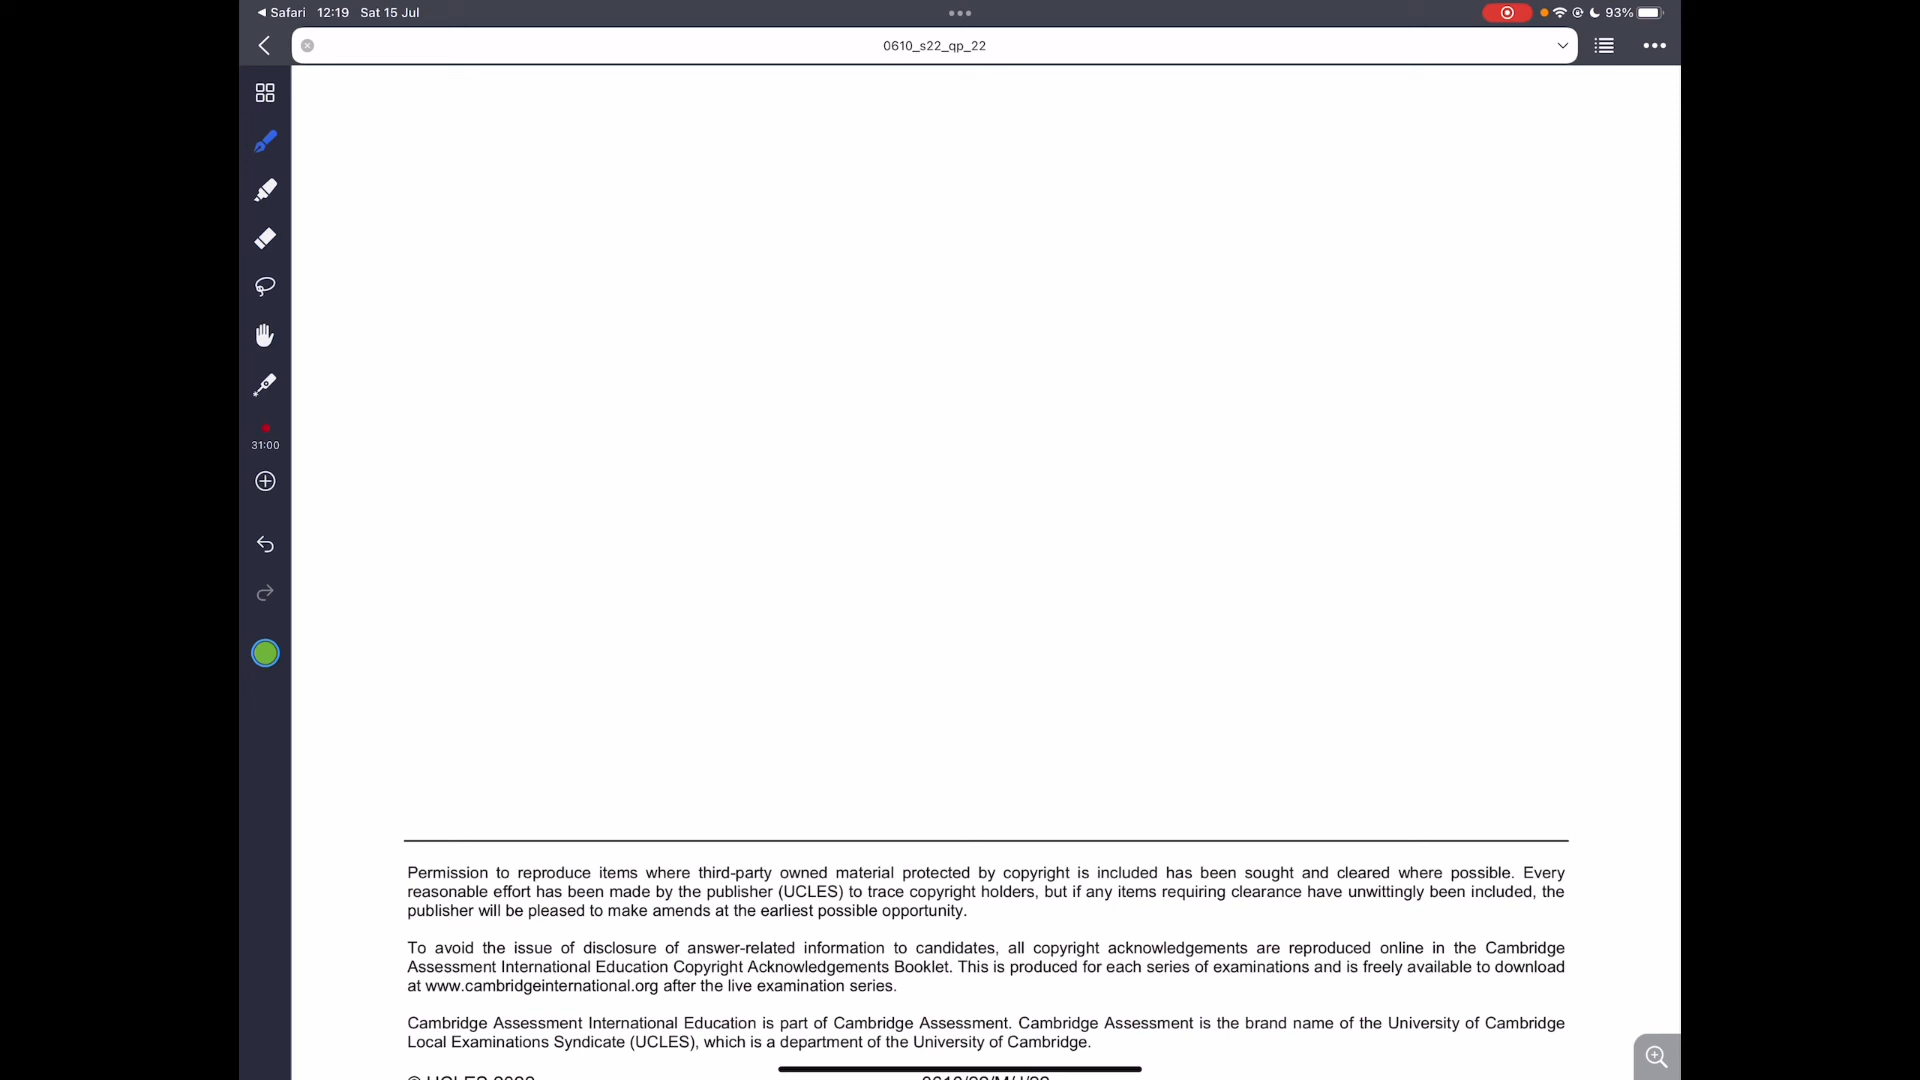 Safari 12:19 Sat 15 Jul
93%
0610_s22_qp_22
31:00
Permission to reproduce items where third-party owned material protected by copyright is included has been sought and cleared where possible. Every
reasonable effort has been made by the publisher (UCLES) to trace copyright holders, but if any items requiring clearance have unwittingly been included, the
publisher will be pleased to make amends at the earliest possible opportunity.
To avoid the issue of disclosure of answer-related information to candidates, all copyright acknowledgements are reproduced online in the Cambridge
Assessment International Education Copyright Acknowledgements Booklet. This is produced for each series of examinations and is freely available to download
at www.cambridgeinternational.org after the live examination series.
Cambridge Assessment International Education is part of Cambridge Assessment. Cambridge Assessment is the brand name of the University of Cambridge
Local Examinations Syndicate (UCLES), which is a department of the University of Cambridge.
© UCLES 2022